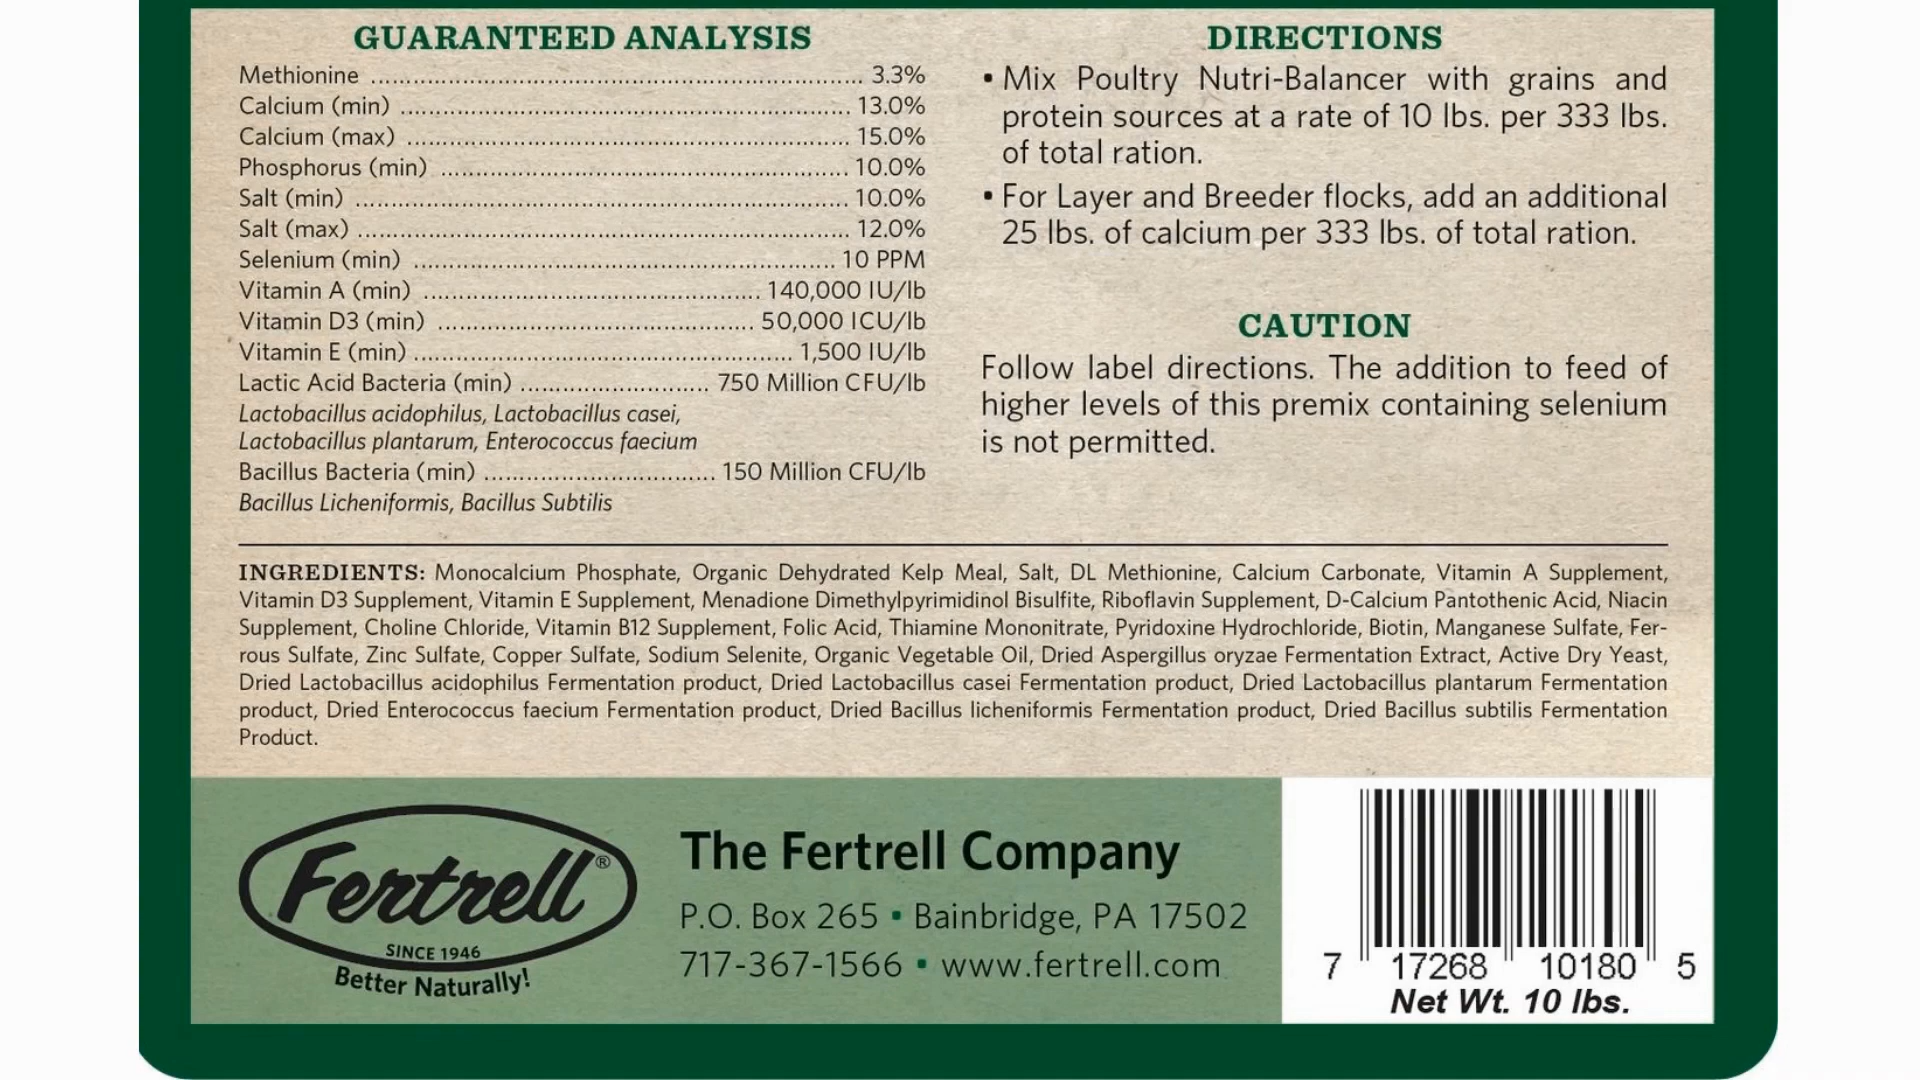 GUARANTEED ANALYSIS
Methionine ........ 3.3%
Calcium (min) ........ 13.0%
Calcium (max) ........ 15.0%
Phosphorus (min) ........ 10.0%
Salt (min) ........ 10.0%
Salt (max) ........ 12.0%
Selenium (min) ........ 10 PPM
Vitamin A (min) ........ 140,000 IU/lb
Vitamin D3 (min) ........ 50,000 ICU/lb
Vitamin E (min) ........ 1,500 IU/lb
Lactic Acid Bacteria (min) ........ 750 Million CFU/lb
Lactobacillus acidophilus, Lactobacillus casei,
Lactobacillus plantarum, Enterococcus faecium
Bacillus Bacteria (min) ........ 150 Million CFU/lb
Bacillus Licheniformis, Bacillus Subtilis
DIRECTIONS
• Mix Poultry Nutri-Balancer with grains and
protein sources at a rate of 10 lbs. per 333 lbs.
of total ration.
• For Layer and Breeder flocks, add an additional
25 lbs. of calcium per 333 lbs. of total ration.
CAUTION
Follow label directions. The addition to feed of
higher levels of this premix containing selenium
is not permitted.
INGREDIENTS: Monocalcium Phosphate, Organic Dehydrated Kelp Meal, Salt, DL Methionine, Calcium Carbonate, Vitamin A Supplement,
Vitamin D3 Supplement, Vitamin E Supplement, Menadione Dimethylpyrimidinol Bisulfite, Riboflavin Supplement, D-Calcium Pantothenic Acid, Niacin
Supplement, Choline Chloride, Vitamin B12 Supplement, Folic Acid, Thiamine Mononitrate, Pyridoxine Hydrochloride, Biotin, Manganese Sulfate, Fer-
rous Sulfate, Zinc Sulfate, Copper Sulfate, Sodium Selenite, Organic Vegetable Oil, Dried Aspergillus oryzae Fermentation Extract, Active Dry Yeast,
Dried Lactobacillus acidophilus Fermentation product, Dried Lactobacillus casei Fermentation product, Dried Lactobacillus plantarum Fermentation
product, Dried Enterococcus faecium Fermentation product, Dried Bacillus licheniformis Fermentation product, Dried Bacillus subtilis Fermentation
Product.
Fertrell®
SINCE 1946
Better Naturally!
The Fertrell Company
P.O. Box 265 • Bainbridge, PA 17502
717-367-1566 • www.fertrell.com
7 17268 10180 5
Net Wt. 10 lbs.